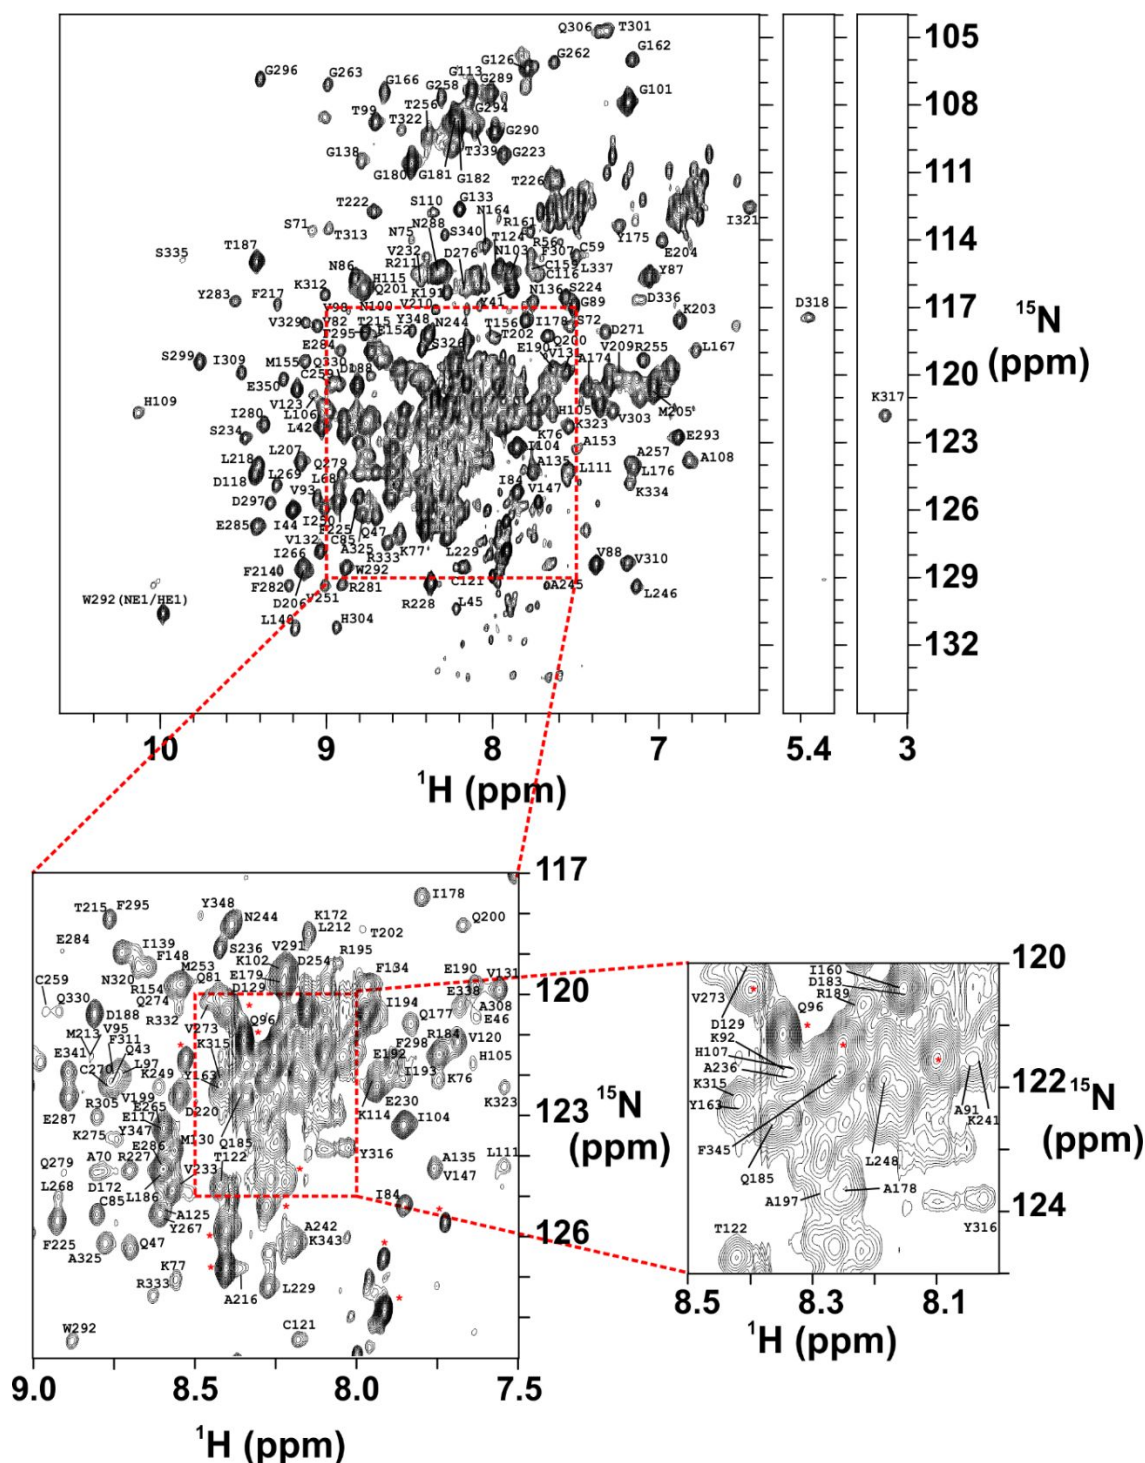 Q306 T301
105
G126 G262 G162
G296 G263 G166 G113 G289
G258
G101
T256
108
T99 T322 G294
G290
G138 T339 G223
G180 G181 G182 T226
111
T222 S110 G133 N164 R161 I321
S71 T313 N75 N288 S340 T124 R56 Y175
114
S335 T187 V232 D276 N103 F307 C59 E204
N86 H115 R211 C159 L337 Y87
K312 Q201 K191 C116
Y283 F217 V98 N100 V210 Y41 N136 S224 D336 K203
G89
117
D318
15N
(ppm)
V329 V82 T215 Y348 N244 T156 I178 S72 D271
T295 E152 T202 Q200
S299 I309 E284 S326 E190 V131 V209 R255 L167
M155 Q330 A174
120
E350 C259 D188
K317
H109 V123 M205
I280 L106 H105 V303
L42 K76 K323
S234 I104 A153 E293
123
L207 A257 A108
L218 Q279 A135 L111 L176
D118 L269 L68 V147 K334
D297 V93 I84
126
E285 I44 I250 F225 Q47
V132 C85
I266 A325 R333 K77 L229 V88 V310
F214 W292
129
F282 R281 C121 A245 L246
W292(NE1/HE1) D206 V251 R228 L45
L140 H304
132
10 9 8 7 5.4 3
1H (ppm)
117
I178
T215 F295 Y348 N244 K172 Q200
L212 T202
E284 I139 S236 V291 R195
F148 K102 D254
C259 N320 M253 Q81 E179 F134 E190 V131
120
Q330 R154 D129 E338 A308
Q274 I194
D188 R332 Q96 Q177 E46
M213 V95 V273 R184 V120
E341 F311 Q43 K315 F298
C270 L97 E192 H105
K249 Y163 I193 K76
R305 V199 E230 K323
123
E287 E265 D220 K114 I104
E117
K275 Y347 M130 Q185
E286 Y316
Q279 A70 R227 V233 T122 A135 L111
L268 D172 L186 V147
C85 A125 I84
126
F225 Y267 A242
A325 Q47 K343
R333 K77 A216 L229
W292 C121
9.0 8.5 8.0 7.5
1H (ppm)
15N
(ppm)
120
I160
D183
V273 R189
Q96
D129
K92
H107
A236
122
K315
Y163 A91
K241
F345
Q185 L248
A197 A178
124
T122 Y316
8.5 8.3 8.1
1H (ppm)
15N
(ppm)